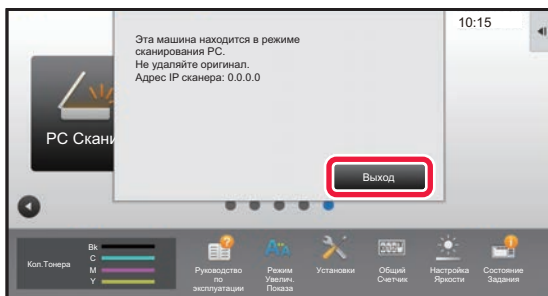 Эта машина находится в режиме
сканирования PC.
Не удаляйте оригинал.
Адрес IP сканера: 0.0.0.0
10:15
PC Скани
Выход
Кол.Тонера
Bk
C
M
Y
Руководство
по
эксплуатации
Режим
Увелич.
Показа
Установки
Общий
Счетчик
Настройка
Яркости
Состояние
Задания